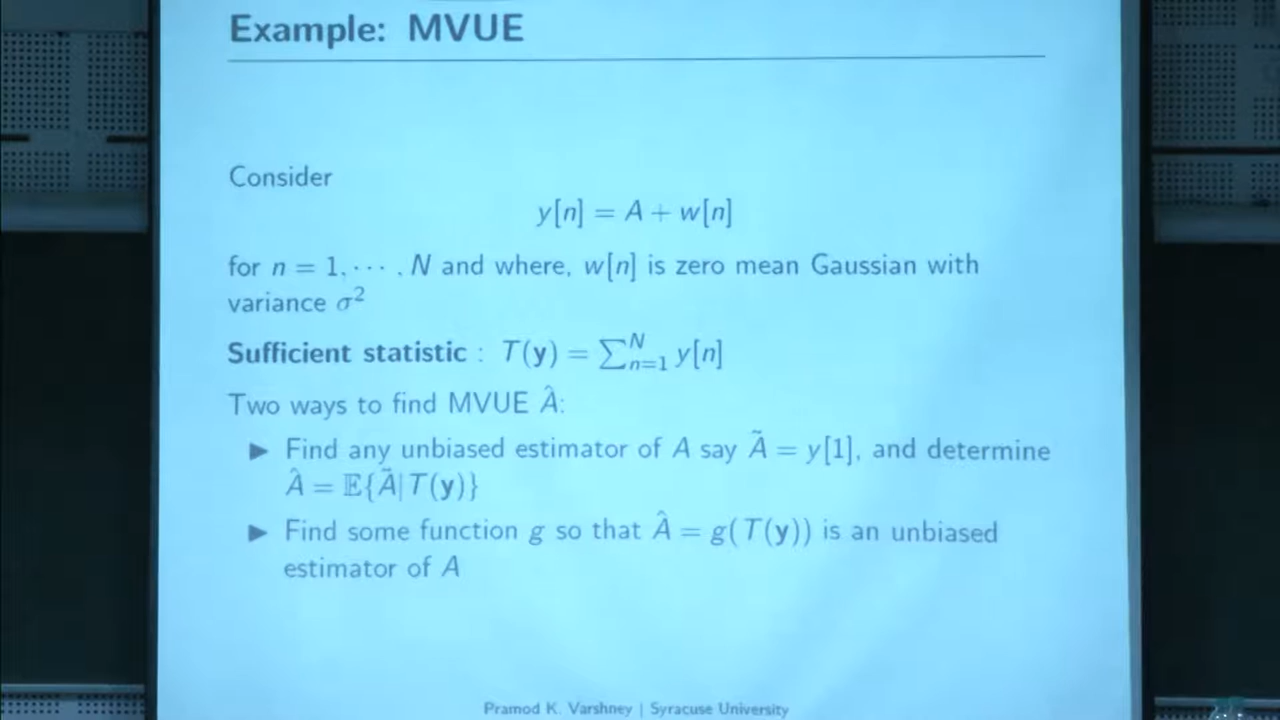 Example: MVUE
Consider
y[n] = A + w[n]
for n = 1, ⋯ , N and where, w[n] is zero mean Gaussian with
variance σ²
Sufficient statistic : T(y) = ∑ᴺₙ₌₁ y[n]
Two ways to find MVUE Â:
▶ Find any unbiased estimator of A say Ã = y[1], and determine
Â = 𝔼{Ã|T(y)}
▶ Find some function g so that Â = g(T(y)) is an unbiased
estimator of A
Pramod K. Varshney | Syracuse University